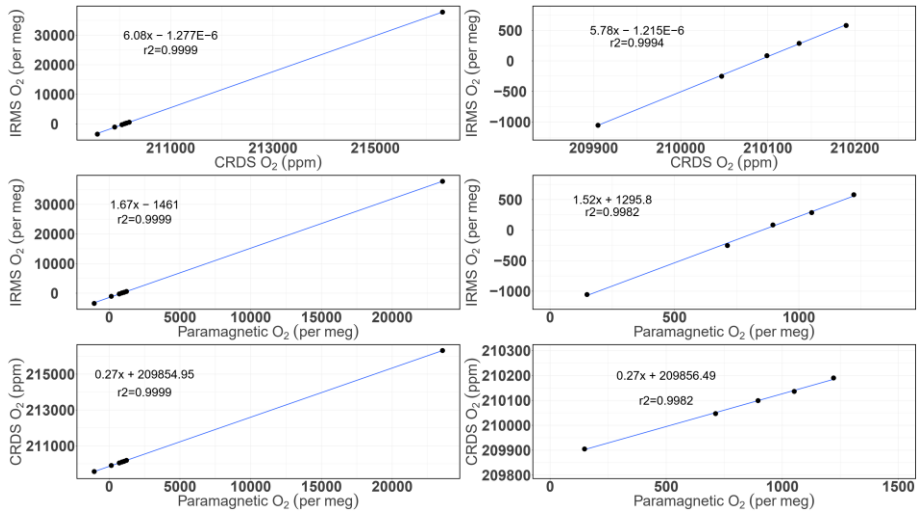 IRMS O2 (per meg)
30000
20000
10000
0
6.08x − 1.277E−6
r2=0.9999
211000 213000 215000
CRDS O2 (ppm)
IRMS O2 (per meg)
500
0
−500
−1000
5.78x − 1.215E−6
r2=0.9994
209900 210000 210100 210200
CRDS O2 (ppm)
IRMS O2 (per meg)
30000
20000
10000
0
1.67x − 1461
r2=0.9999
0 5000 10000 15000 20000
Paramagnetic O2 (per meg)
IRMS O2 (per meg)
500
0
−500
−1000
1.52x + 1295.8
r2=0.9982
0 500 1000
Paramagnetic O2 (per meg)
CRDS O2 (ppm)
215000
213000
211000
0.27x + 209854.95
r2=0.9999
0 5000 10000 15000 20000
Paramagnetic O2 (per meg)
CRDS O2 (ppm)
210300
210200
210100
210000
209900
209800
0.27x + 209856.49
r2=0.9982
0 500 1000 1500
Paramagnetic O2 (per meg)